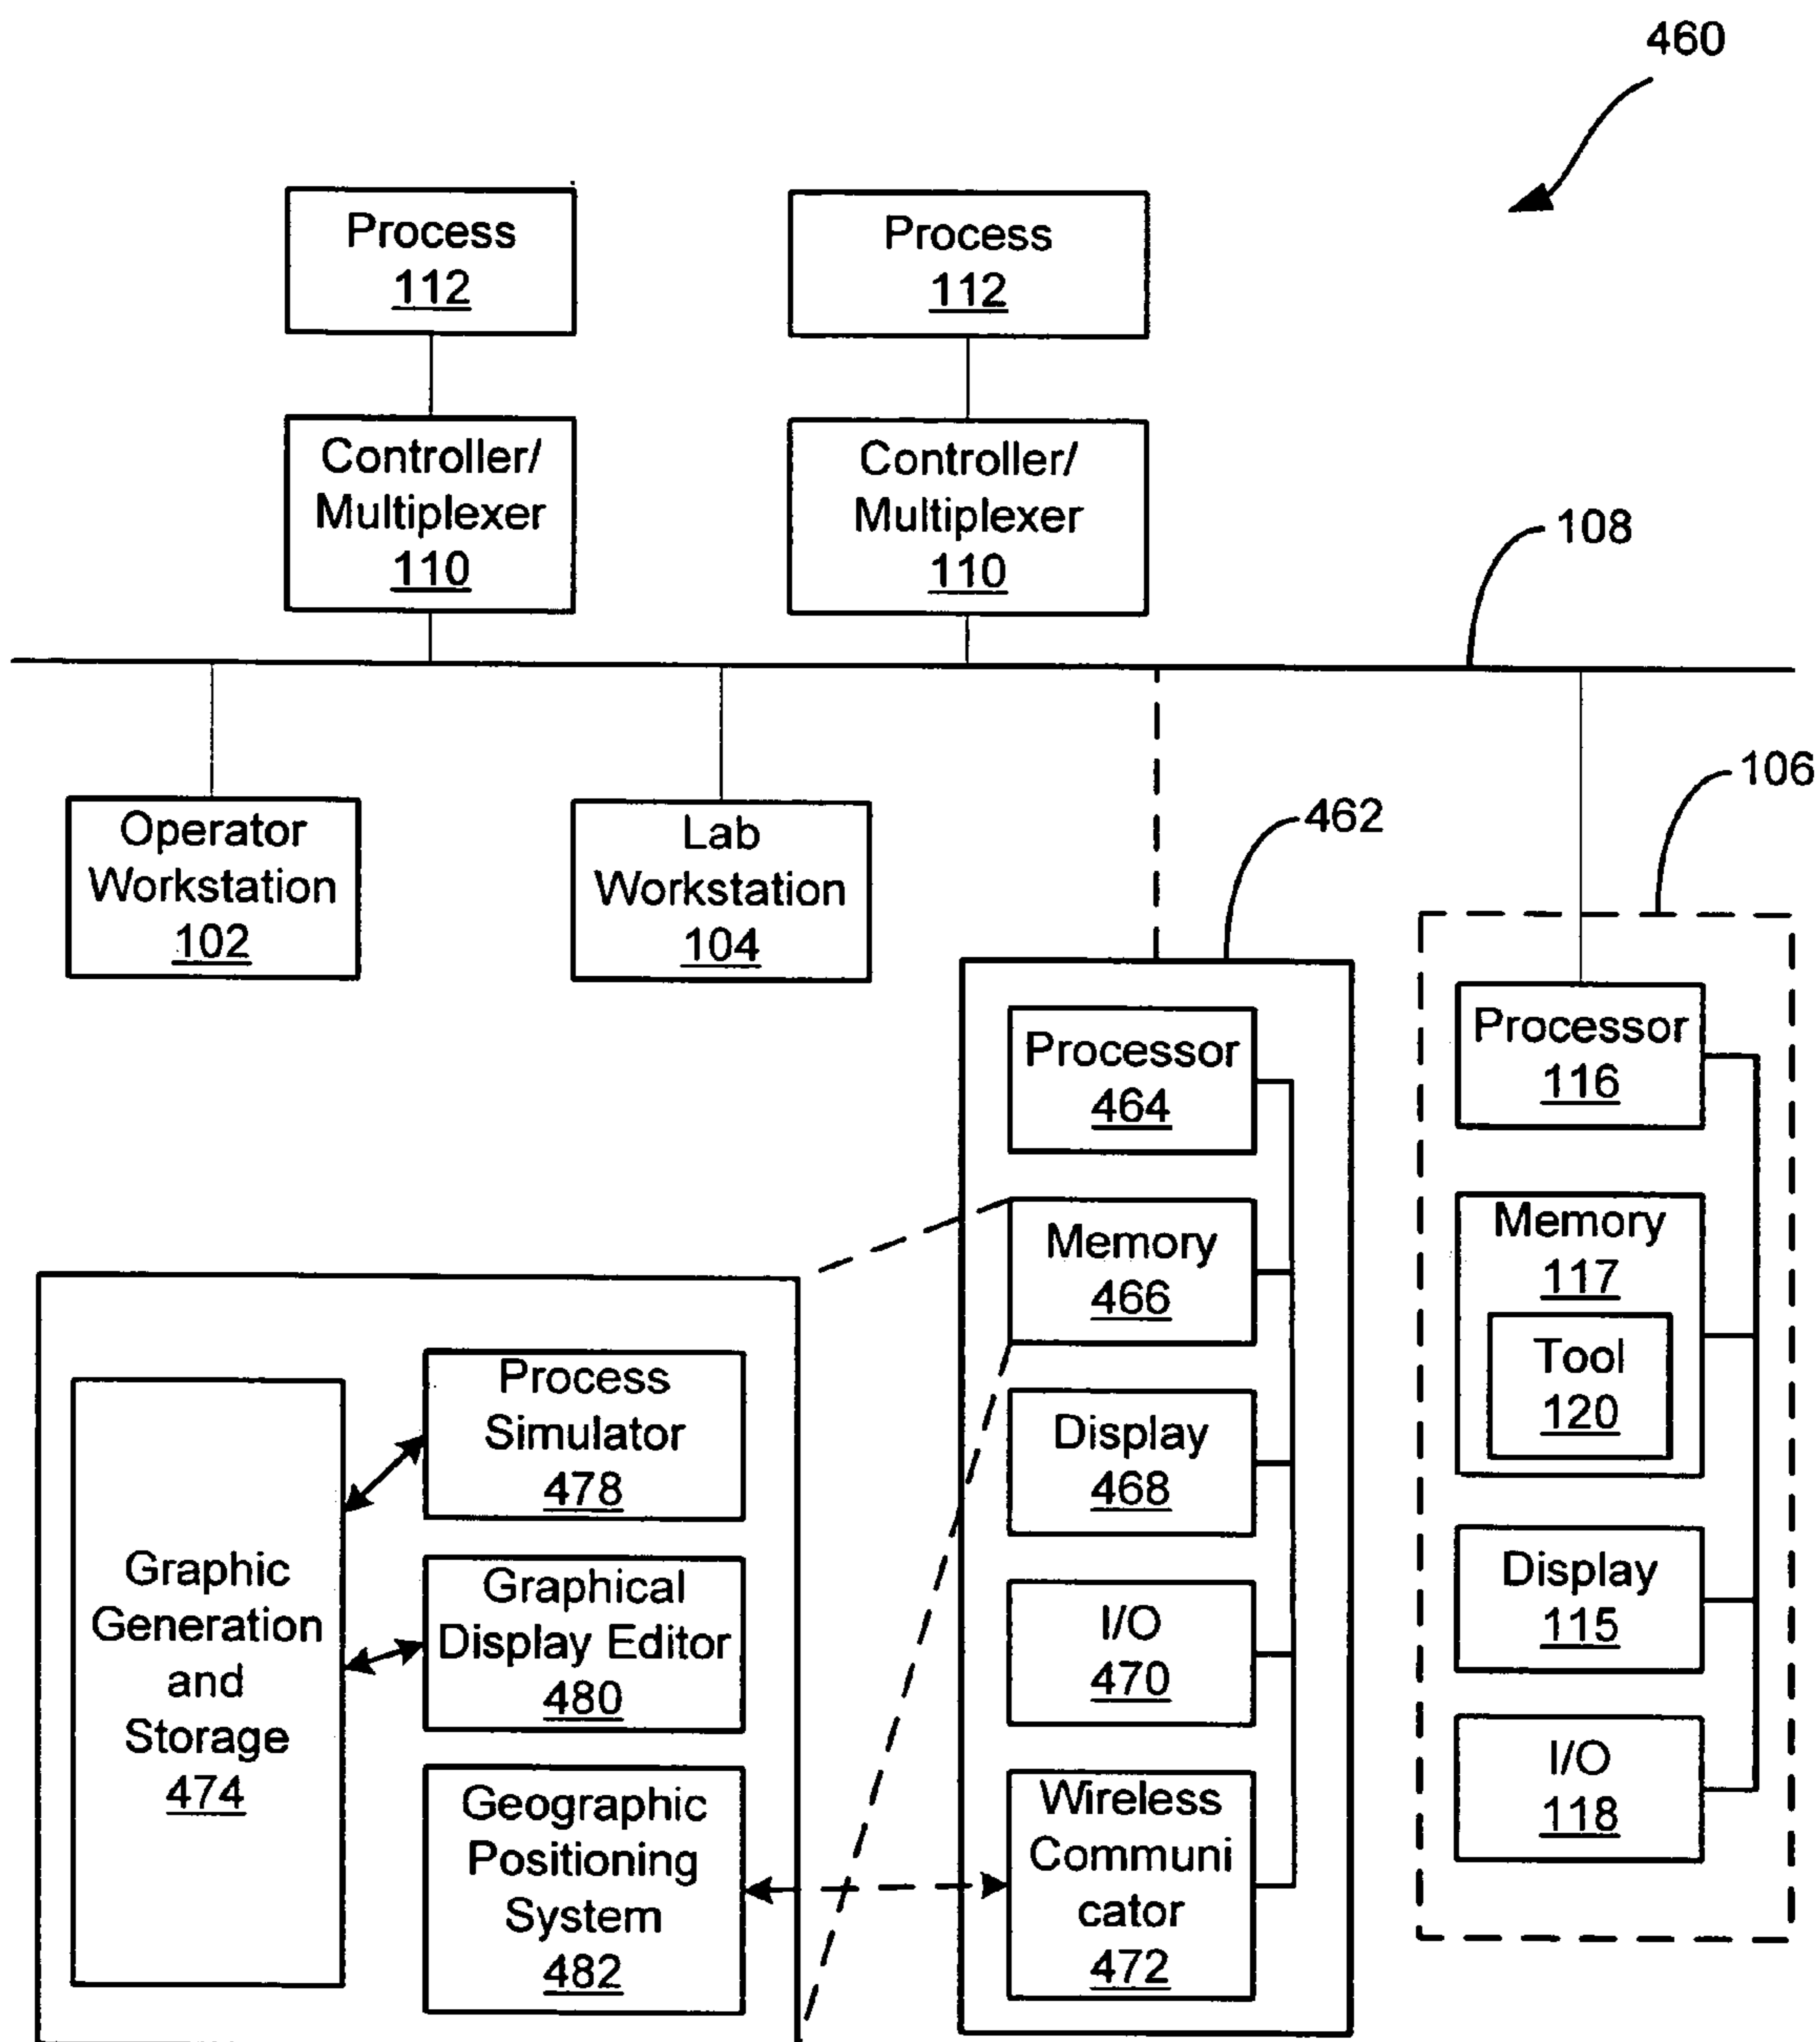 460
Process
112
Process
112
Controller/
Multiplexer
110
Controller/
Multiplexer
110
108
106
Operator
Workstation
102
Lab
Workstation
104
462
Processor
464
Memory
466
Display
468
I/O
470
Wireless
Communi
cator
472
Processor
116
Memory
117
Tool
120
Display
115
I/O
118
Graphic
Generation
and
Storage
474
Process
Simulator
478
Graphical
Display Editor
480
Geographic
Positioning
System
482